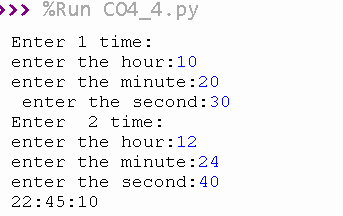 >>> %Run CO4_4.py
Enter 1 time:
enter the hour:10
enter the minute:20
 enter the second:30
Enter  2 time:
enter the hour:12
enter the minute:24
enter the second:40
22:45:10